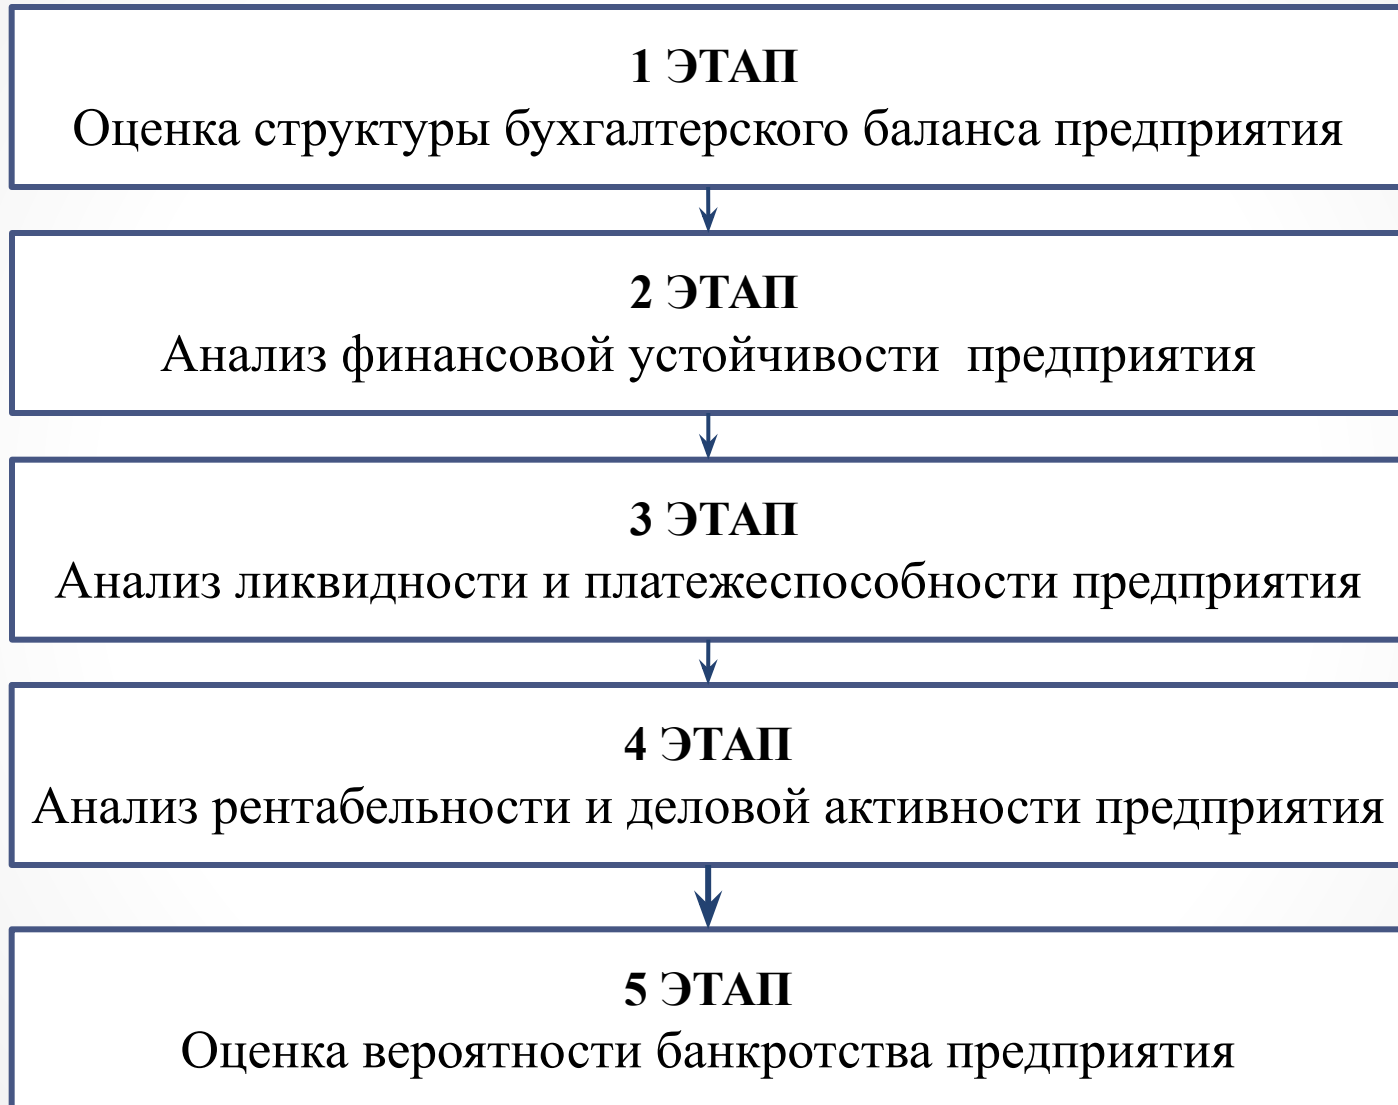 1 ЭТАП
Оценка структуры бухгалтерского баланса предприятия
2 ЭТАП
Анализ финансовой устойчивости  предприятия
3 ЭТАП
Анализ ликвидности и платежеспособности предприятия
4 ЭТАП
Анализ рентабельности и деловой активности предприятия
5 ЭТАП
Оценка вероятности банкротства предприятия